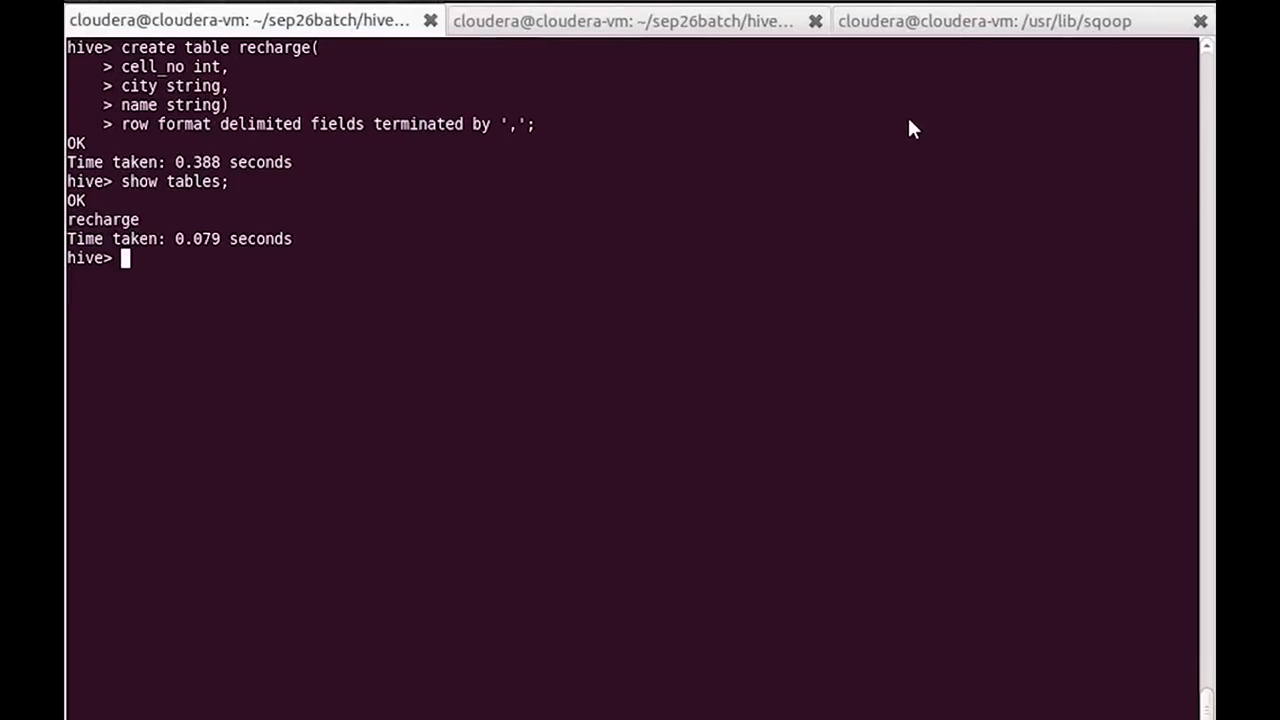 cloudera@cloudera-vm: ~/sep26batch/hive... cloudera@cloudera-vm: ~/sep26batch/hive... cloudera@cloudera-vm: /usr/lib/sqoop
hive> create table recharge(
> cell_no int,
> city string,
> name string)
> row format delimited fields terminated by ',';
OK
Time taken: 0.388 seconds
hive> show tables;
OK
recharge
Time taken: 0.079 seconds
hive>